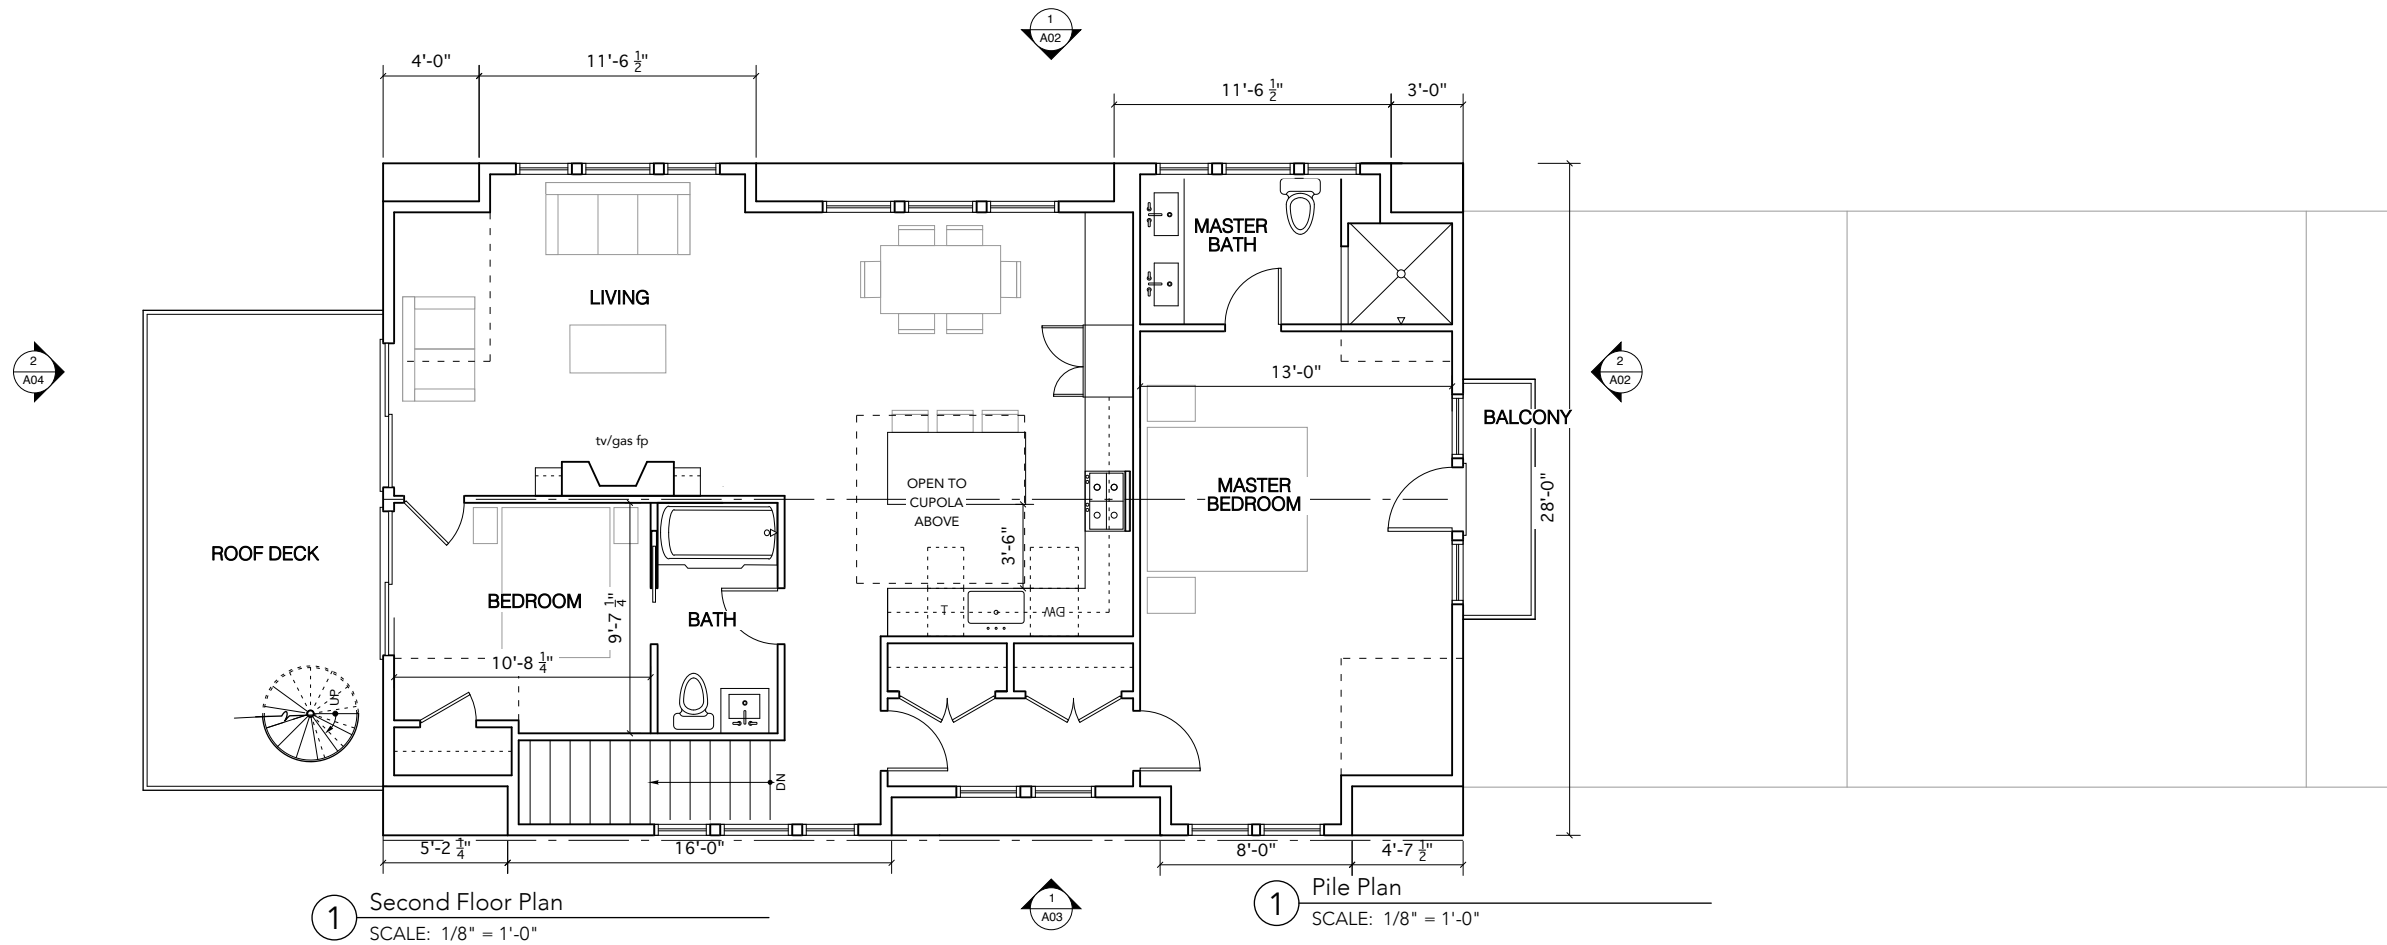 1
A02
4'-0"
11'-6 1/2"
11'-6 1/2"
3'-0"
MASTER
BATH
LIVING
2
A04
2
A02
13'-0"
BALCONY
tv/gas fp
OPEN TO
CUPOLA
ABOVE
MASTER
BEDROOM
28'-0"
ROOF DECK
3'-6"
BEDROOM
9'-7 1/4"
BATH
T
DW
10'-8 1/4"
UP
DN
5'-2 1/4"
16'-0"
8'-0"
4'-7 1/2"
1
Second Floor Plan
SCALE: 1/8" = 1'-0"
1
A03
1
Pile Plan
SCALE: 1/8" = 1'-0"